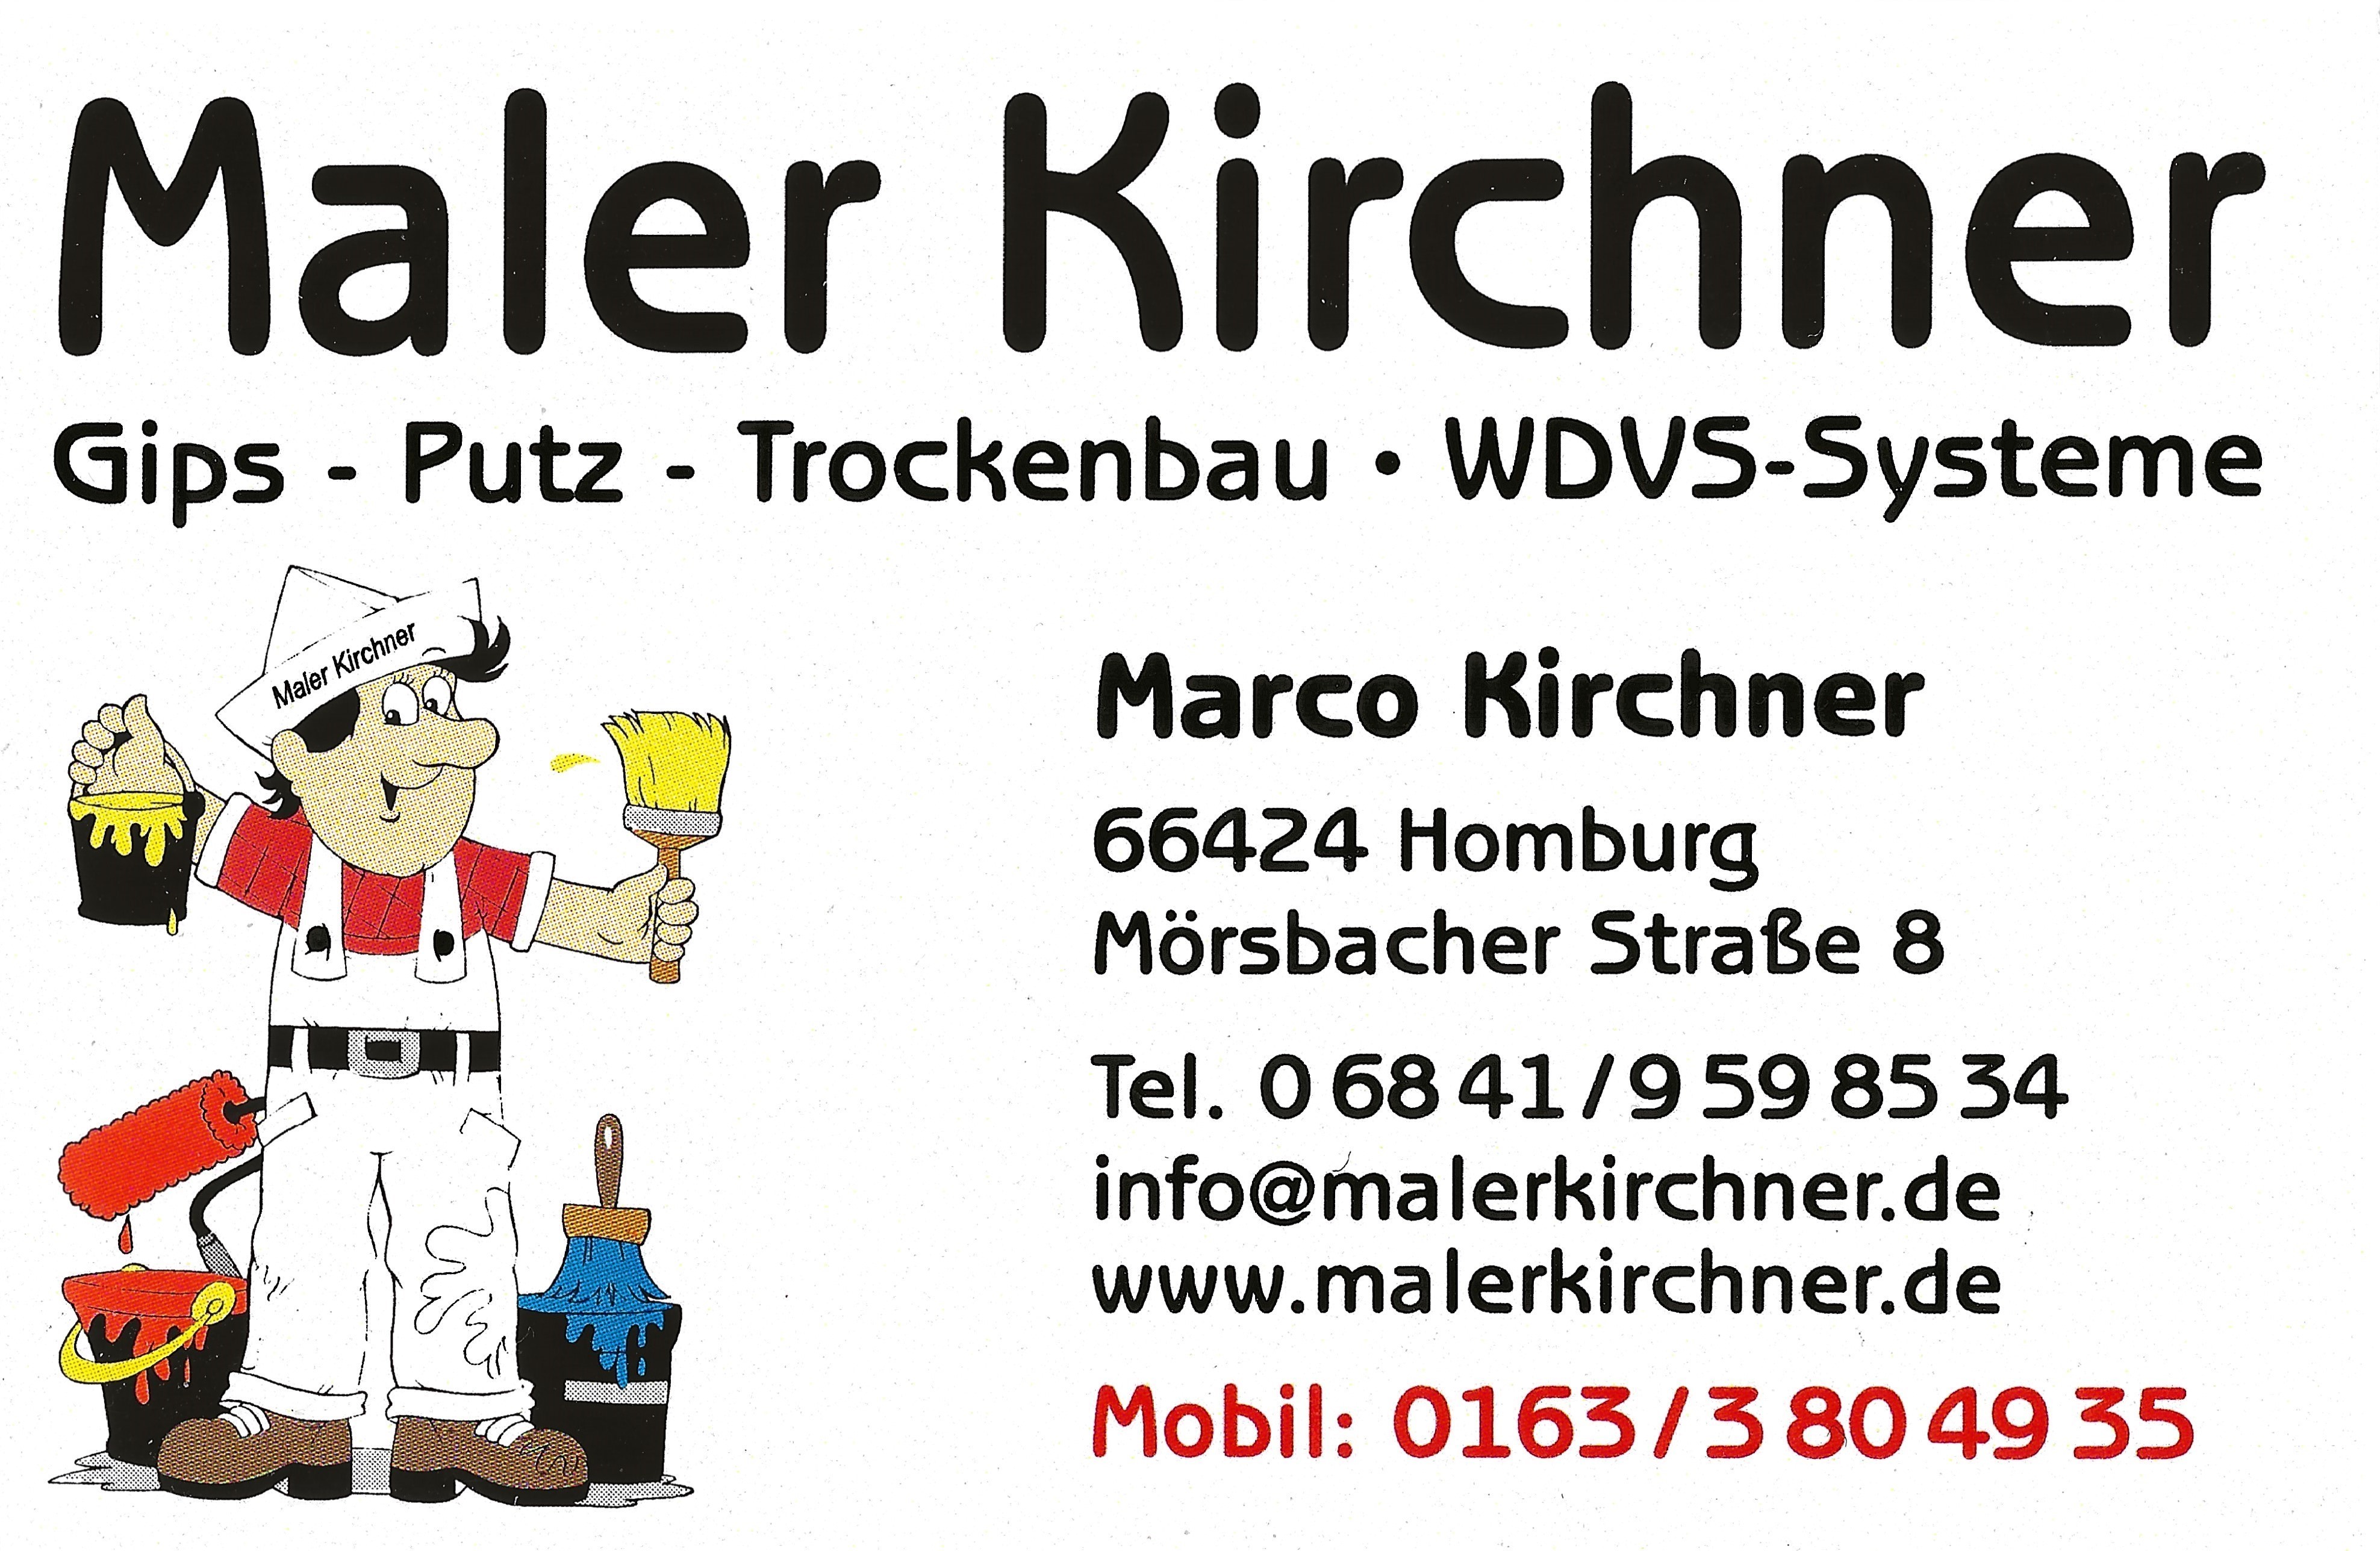 Maler Kirchner
Gips - Putz - Trockenbau • WDVS-Systeme
Maler Kirchner
Marco Kirchner
66424 Homburg
Mörsbacher Straße 8
Tel. 0 68 41 / 9 59 85 34
info@malerkirchner.de
www.malerkirchner.de
Mobil: 0163 / 3 80 49 35